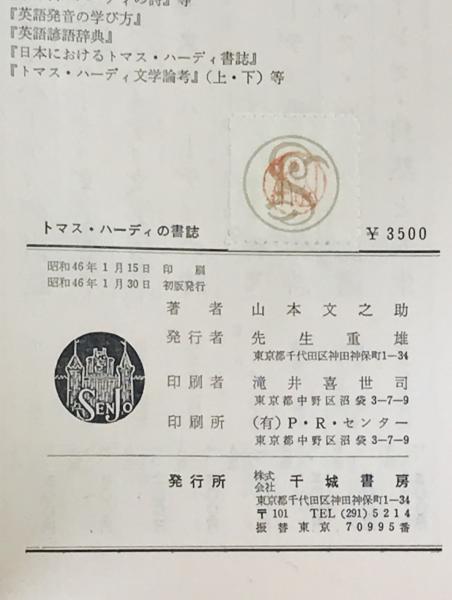 ーディの詩』等
『英語発音の学び方』
『英語諺語辞典』
『日本におけるトマス・ハーディ書誌』
『トマス・ハーディ文学論考』(上・下)等
トマス・ハーディの書誌
¥3500
昭和46年1月15日 印刷
昭和46年1月30日 初版発行
著者 山本文之助
発行者 先生重雄
東京都千代田区神田神保町1—34
印刷者 滝井喜世司
東京都中野区沼袋3-7-9
印刷所 (有)P・R・センター
東京都中野区沼袋3-7-9
SENJO
発行所 株式会社 千城書房
東京都千代田区神田神保町1—34
〒101 TEL (291) 5214
振替東京 70995番